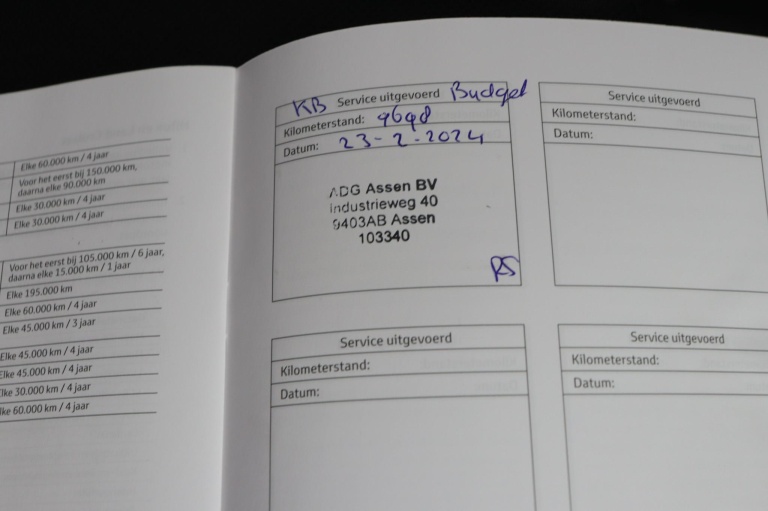 Elke 60.000 km / 4 jaar
Voor het eerst bij 150.000 km,
daarna elke 90.000 km
Elke 30.000 km / 4 jaar
Elke 30.000 km / 4 jaar
Voor het eerst bij 105.000 km / 6 jaar,
daarna elke 15.000 km / 1 jaar
Elke 195.000 km
Elke 60.000 km / 4 jaar
Elke 45.000 km / 3 jaar
Elke 45.000 km / 4 jaar
Elke 45.000 km / 4 jaar
Elke 30.000 km / 4 jaar
Elke 60.000 km / 4 jaar
KB Service uitgevoerd Budget
Kilometerstand:
Datum: 23-2-2024
ADG Assen BV
Industrieweg 40
9403AB Assen
103340
RS
Service uitgevoerd
Kilometerstand:
Datum:
Service uitgevoerd
Kilometerstand:
Datum:
Service uitgevoerd
Kilometerstand:
Datum: